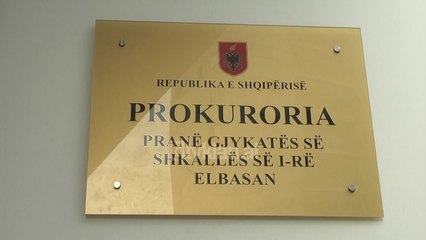 REPUBLIKA E SHQIPËRISË
PROKURORIA
PRANË GJYKATËS SË
SHKALLËS SË I-RË
ELBASAN